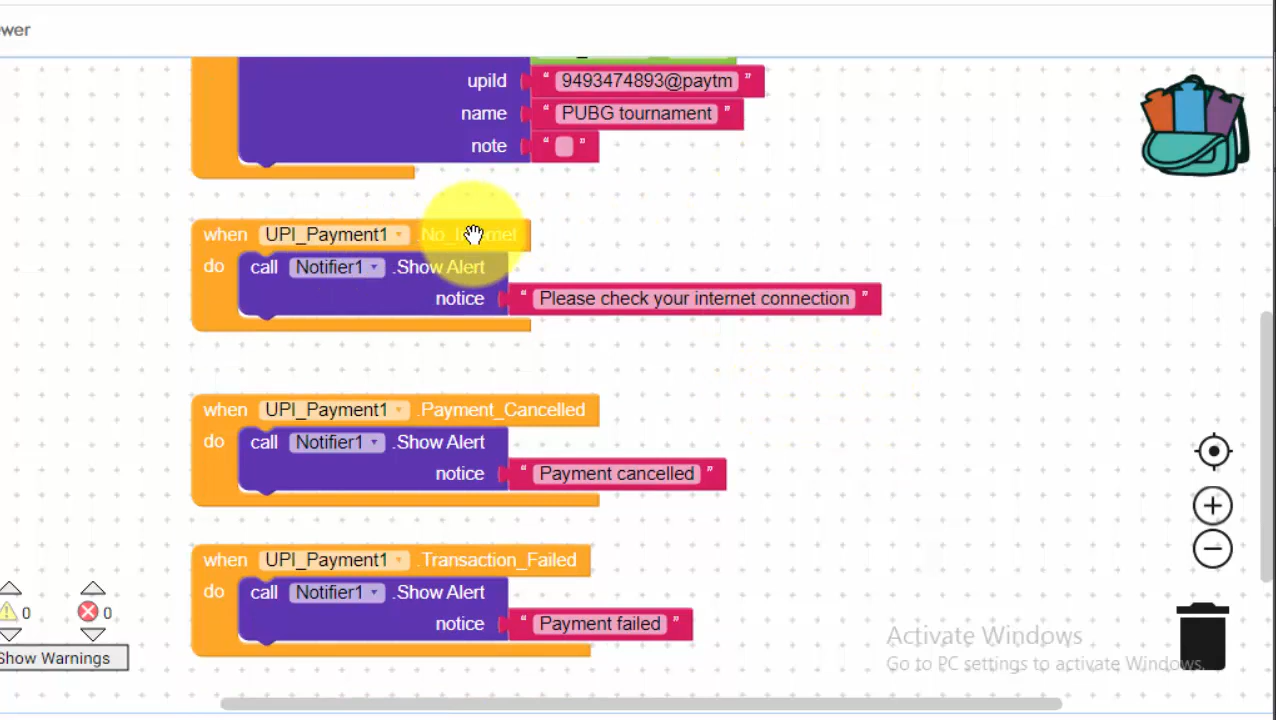 wer
upiId " 9493474893@paytm "
name " PUBG tournament "
note " "
when UPI_Payment1 .No_Internet
do call Notifier1 .Show Alert
notice " Please check your internet connection "
when UPI_Payment1 .Payment_Cancelled
do call Notifier1 .Show Alert
notice " Payment cancelled "
when UPI_Payment1 .Transaction_Failed
do call Notifier1 .Show Alert
notice " Payment failed "
0 0
Show Warnings
Activate Windows
Go to PC settings to activate Windows.